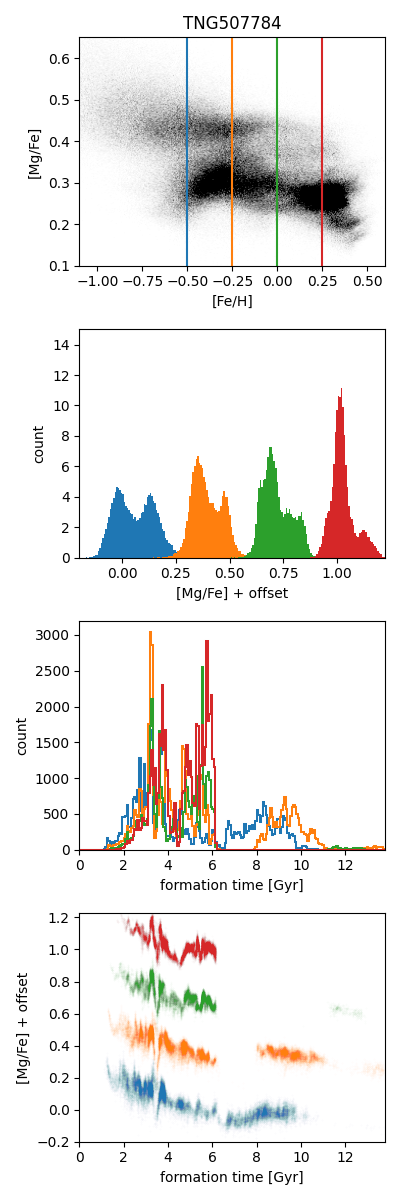 TNG507784
0.6
0.5
0.4
0.3
0.2
0.1
[Mg/Fe]
−1.00 −0.75 −0.50 −0.25 0.00 0.25 0.50
[Fe/H]
14
12
10
8
6
4
2
0
count
0.00 0.25 0.50 0.75 1.00
[Mg/Fe] + offset
3000
2500
2000
1500
1000
500
0
count
0 2 4 6 8 10 12
formation time [Gyr]
1.2
1.0
0.8
0.6
0.4
0.2
0.0
−0.2
[Mg/Fe] + offset
0 2 4 6 8 10 12
formation time [Gyr]